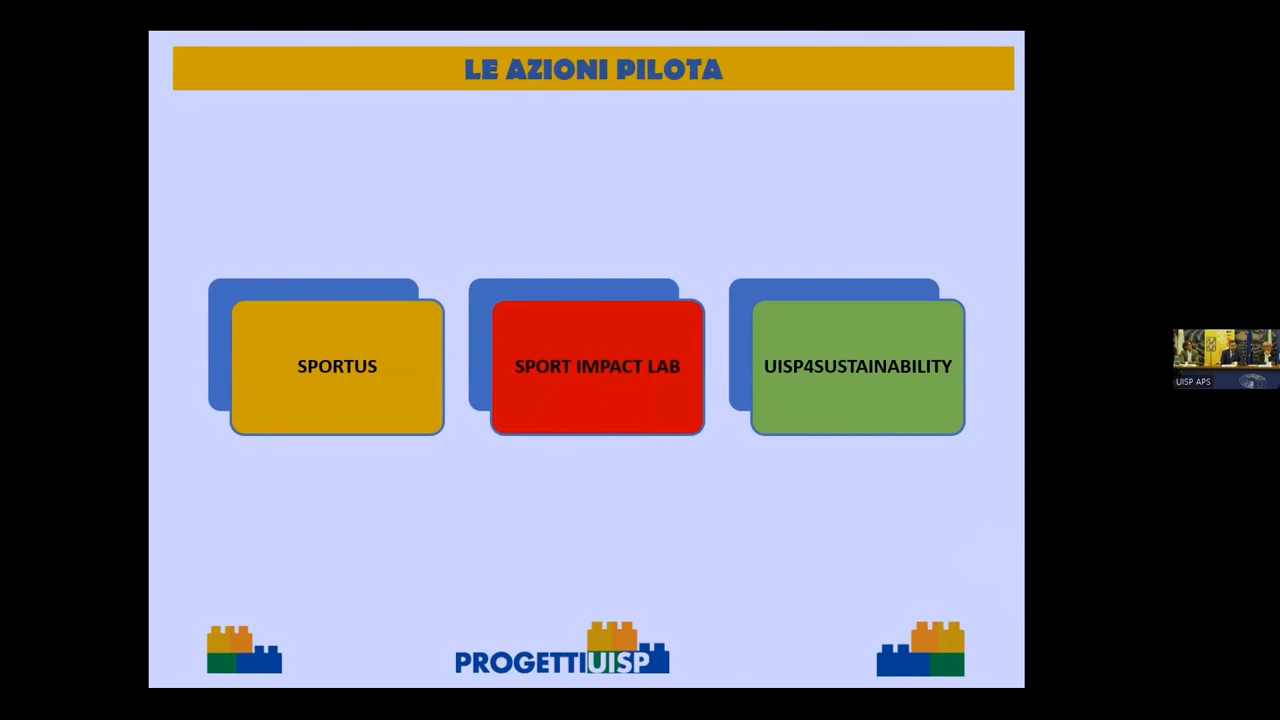 LE AZIONI PILOTA
SPORTUS
SPORT IMPACT LAB
UISP4SUSTAINABILITY
PROGETTIUISP
UISP APS